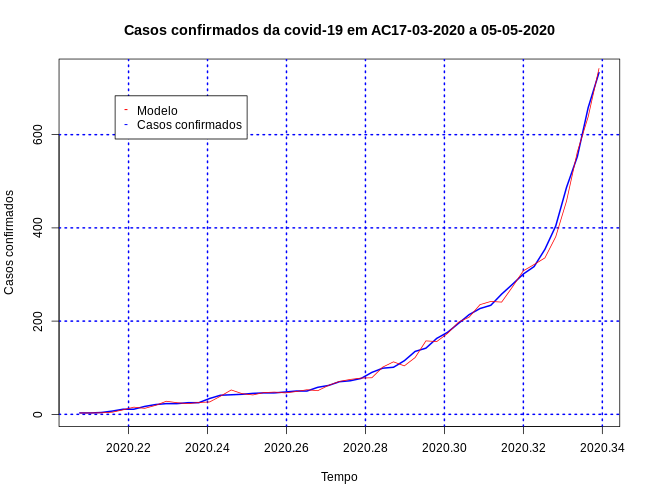 Casos confirmados da covid-19 em AC17-03-2020 a 05-05-2020
- Modelo
- Casos confirmados
Casos confirmados
600
400
200
0
2020.22 2020.24 2020.26 2020.28 2020.30 2020.32 2020.34
Tempo